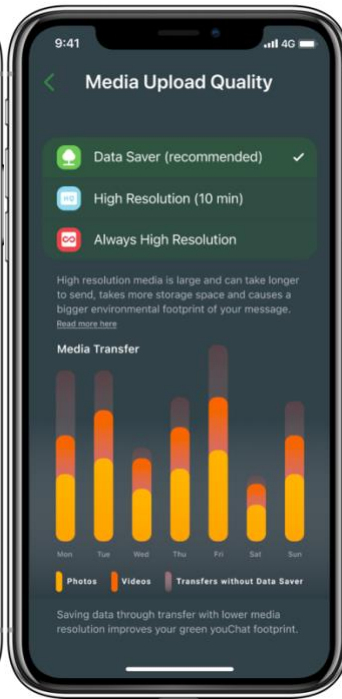 9:41
4G
Media Upload Quality
Data Saver (recommended)
HQ
High Resolution (10 min)
Always High Resolution
High resolution media is large and can take longer
to send, takes more storage space and causes a
bigger environmental footprint of your message.
Read more here
Media Transfer
Mon Tue Wed Thu Fri Sat Sun
Photos Videos Transfers without Data Saver
Saving data through transfer with lower media
resolution improves your green youChat footprint.